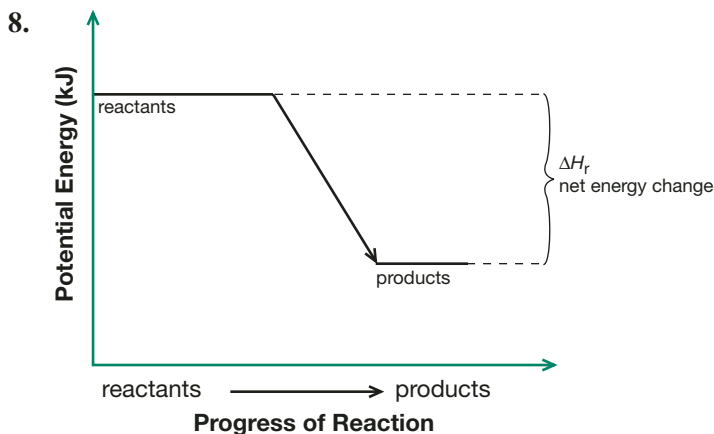 8.
Potential Energy (kJ)
reactants
ΔHr
net energy change
products
reactants products
Progress of Reaction